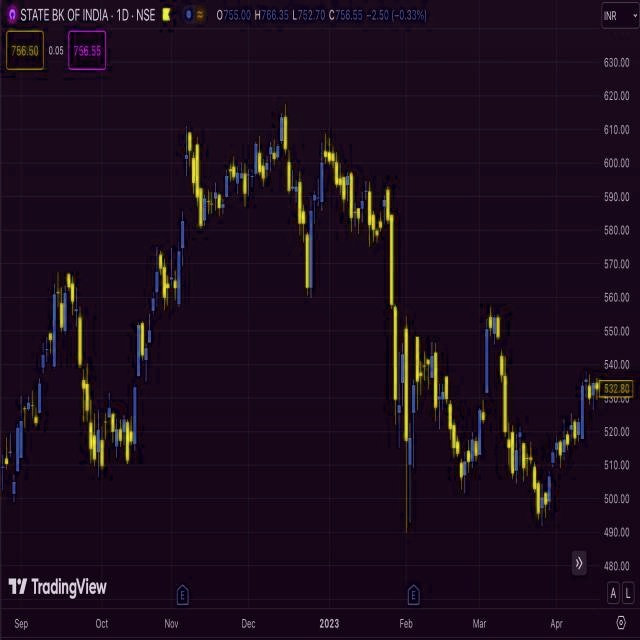 STATE BK OF INDIA · 1D · NSE O755.00 H766.35 L752.70 C756.55 −2.50 (−0.33%) INR
756.50 0.05 756.55
630.00
620.00
610.00
600.00
590.00
580.00
570.00
560.00
550.00
540.00
532.80
530.00
520.00
510.00
500.00
490.00
480.00
TradingView
E E
A L
Sep Oct Nov Dec 2023 Feb Mar Apr